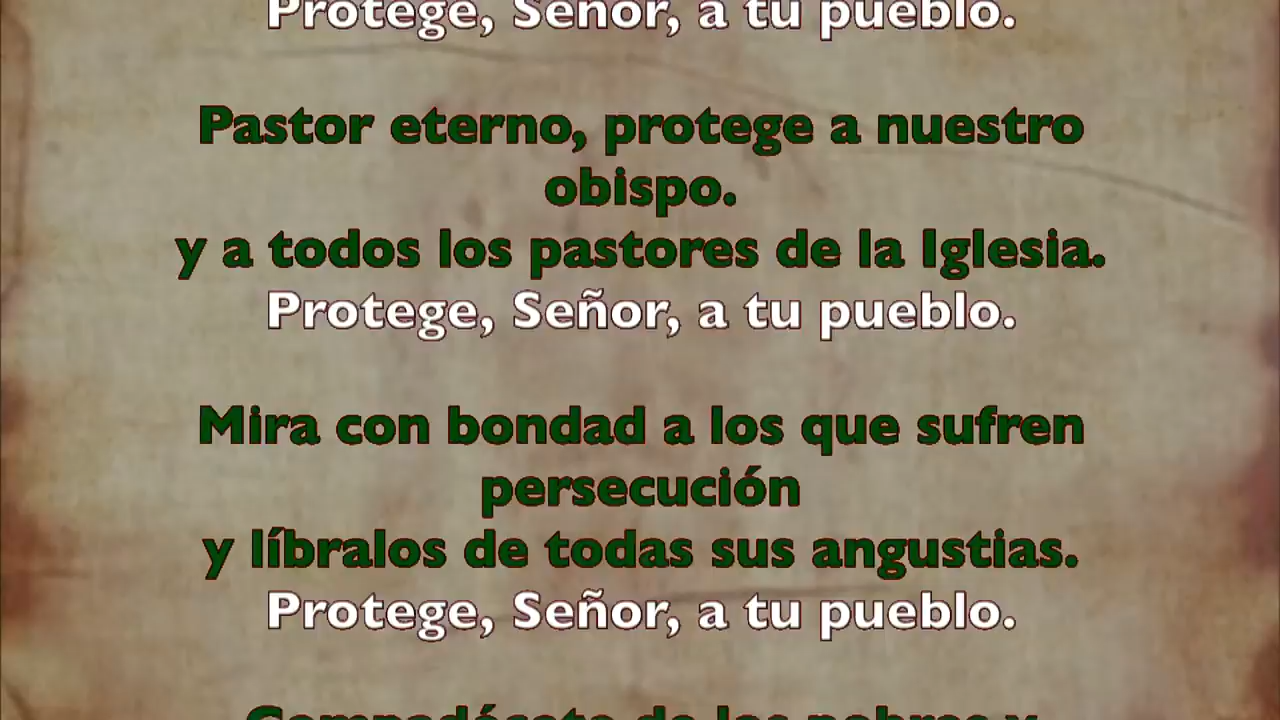 Protege, Señor, a tu pueblo.
Pastor eterno, protege a nuestro
obispo.
y a todos los pastores de la Iglesia.
Protege, Señor, a tu pueblo.
Mira con bondad a los que sufren
persecución
y líbralos de todas sus angustias.
Protege, Señor, a tu pueblo.
Compadécete de los pobres y